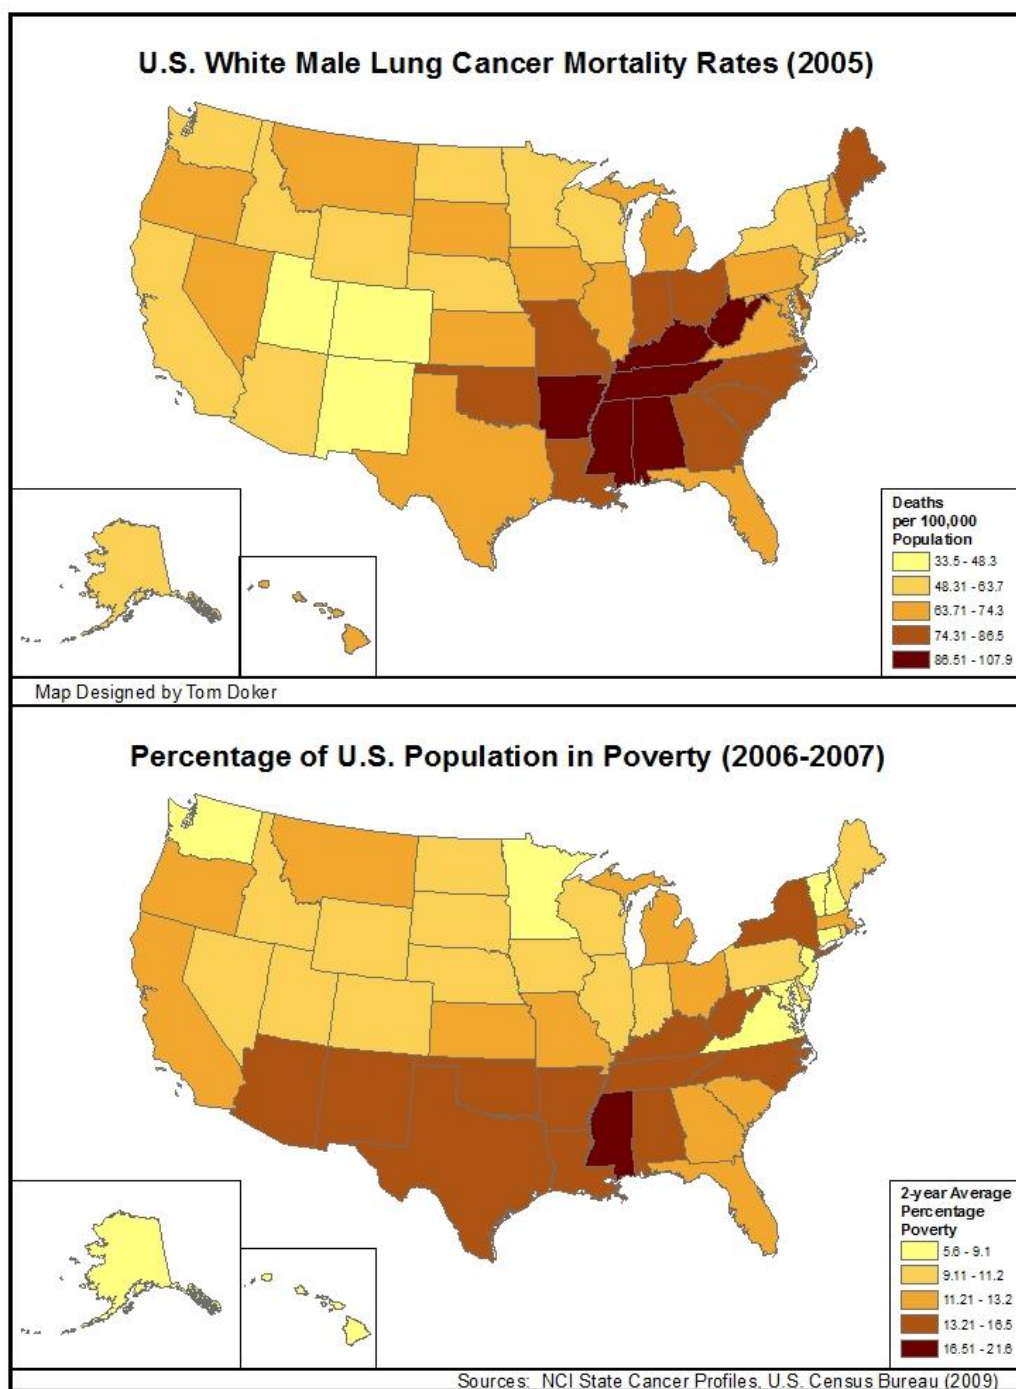 U.S. White Male Lung Cancer Mortality Rates (2005)
Deaths
per 100,000
Population
33.5 - 48.3
48.31 - 63.7
63.71 - 74.3
74.31 - 86.5
86.51 - 107.9
Map Designed by Tom Doker
Percentage of U.S. Population in Poverty (2006-2007)
2-year Average
Percentage
Poverty
5.6 - 9.1
9.11 - 11.2
11.21 - 13.2
13.21 - 16.5
16.51 - 21.6
Sources: NCI State Cancer Profiles, U.S. Census Bureau (2009)